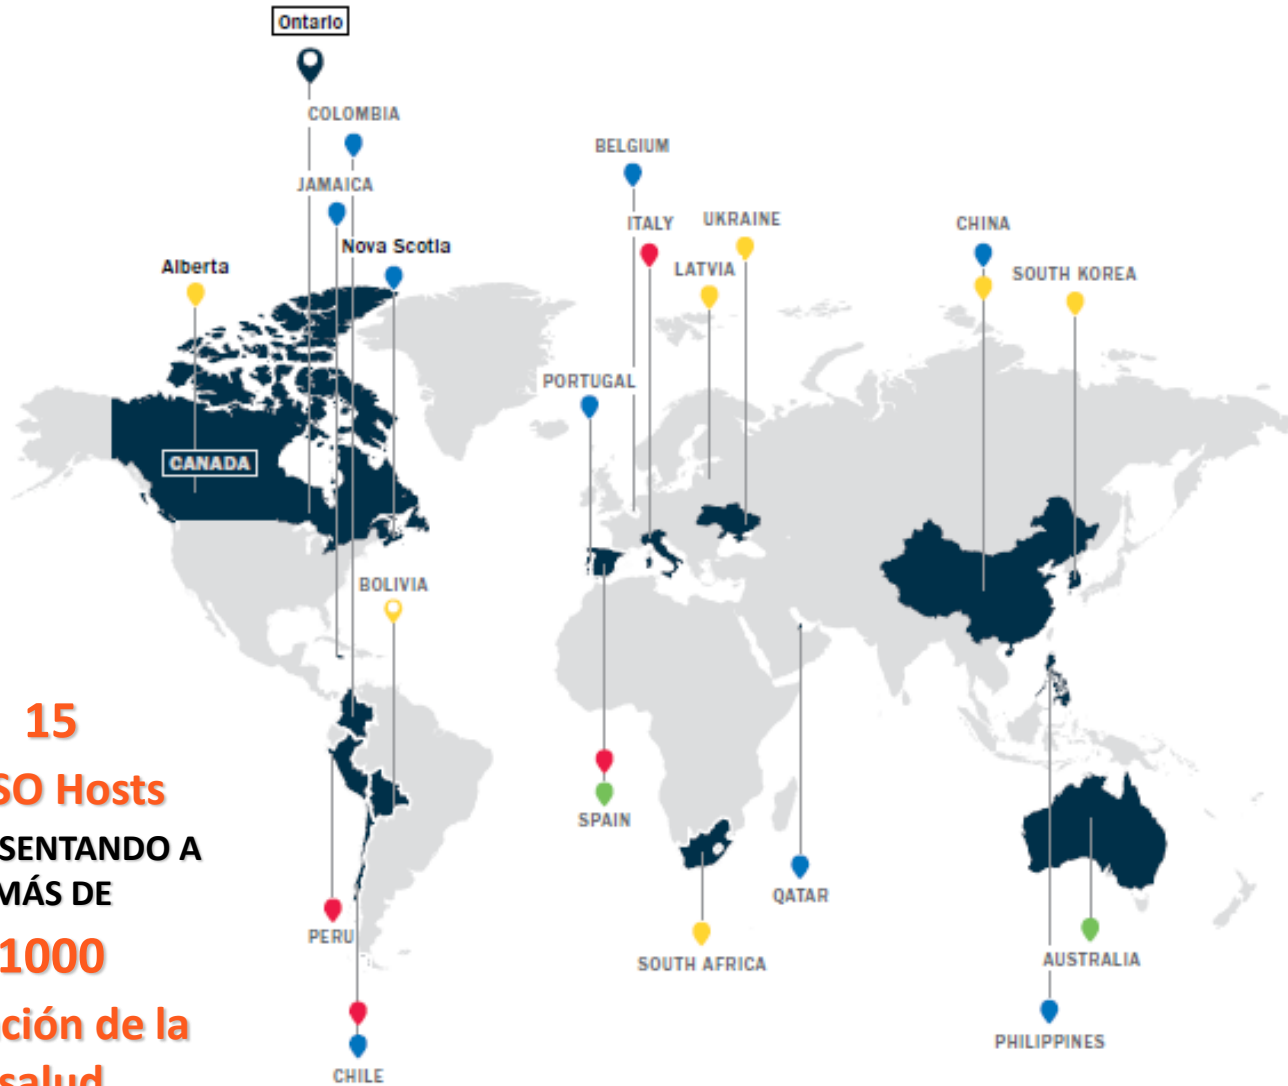 Ontario
COLOMBIA
BELGIUM
JAMAICA
ITALY
UKRAINE
CHINA
Nova Scotia
Alberta
LATVIA
SOUTH KOREA
PORTUGAL
CANADA
BOLIVIA
15
SO Hosts
SENTANDO A
MÁS DE
1000
ción de la
salud
SPAIN
QATAR
PERU
SOUTH AFRICA
AUSTRALIA
PHILIPPINES
CHILE